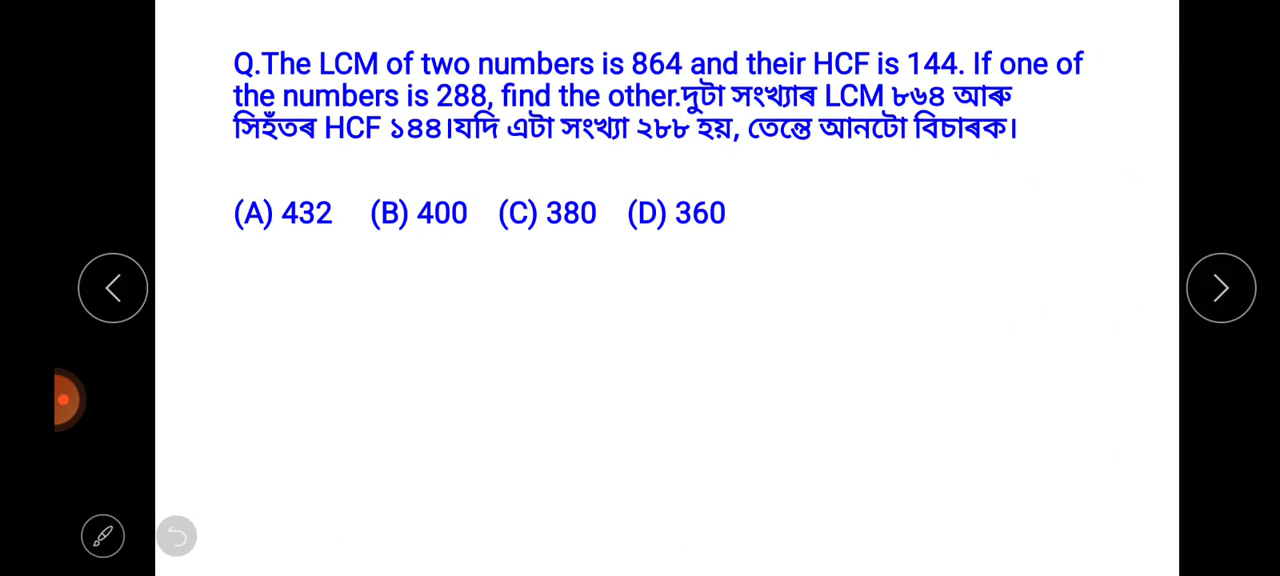 Q.The LCM of two numbers is 864 and their HCF is 144. If one of
the numbers is 288, find the other.দুটা সংখ্যাৰ LCM ৮৬৪ আৰু
সিহঁতৰ HCF ১৪৪।যদি এটা সংখ্যা ২৮৮ হয়, তেন্তে আনটো বিচাৰক।
(A) 432 (B) 400 (C) 380 (D) 360